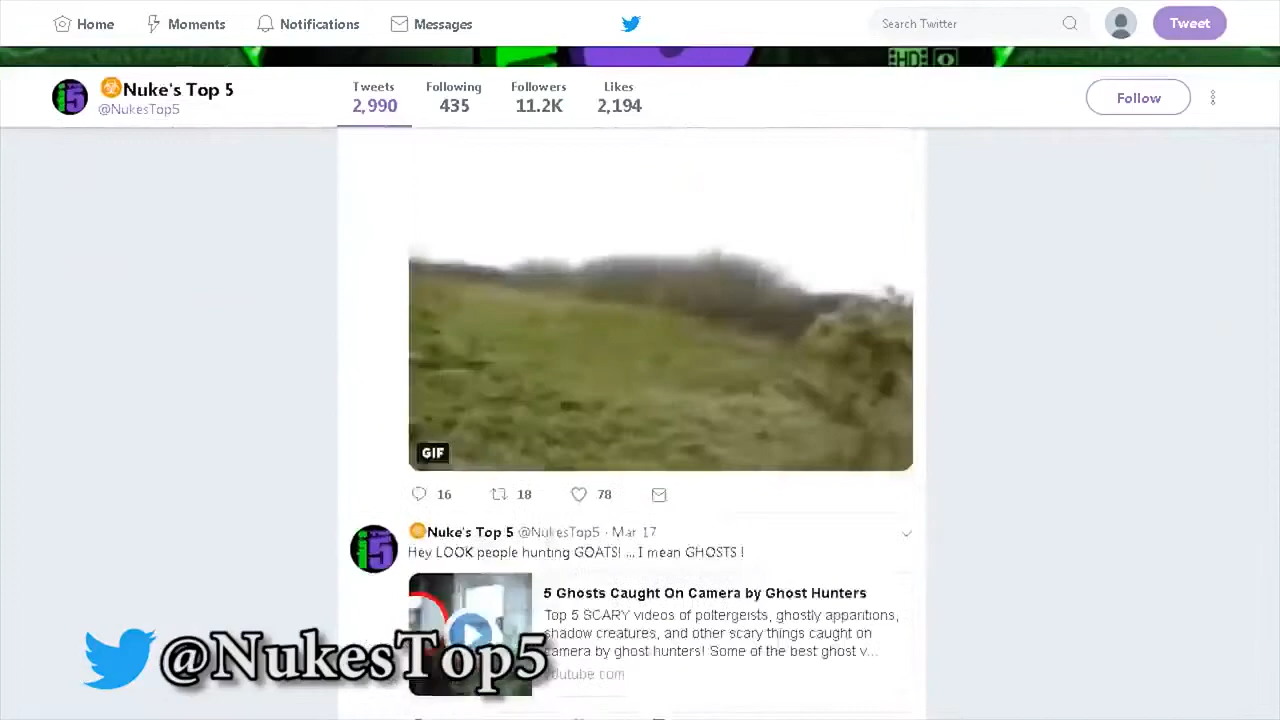 Home
Moments
Notifications
Messages
Search Twitter
Tweet
HD
i5
Nuke's Top 5
@NukesTop5
Tweets
2,990
Following
435
Followers
11.2K
Likes
2,194
Follow
GIF
16
18
78
i5
Nuke's Top 5 @NukesTop5 · Mar 17
Hey LOOK people hunting GOATS! ... I mean GHOSTS !
5 Ghosts Caught On Camera by Ghost Hunters
Top 5 SCARY videos of poltergeists, ghostly apparitions,
shadow creatures, and other scary things caught on
camera by ghost hunters! Some of the best ghost v...
youtube.com
@NukesTop5